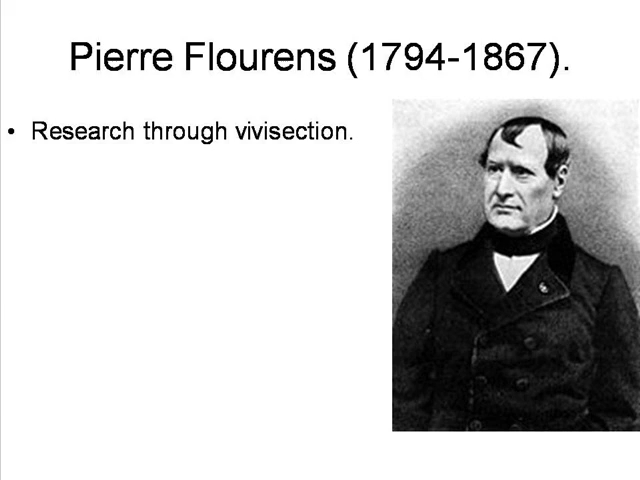 Pierre Flourens (1794-1867).
• Research through vivisection.